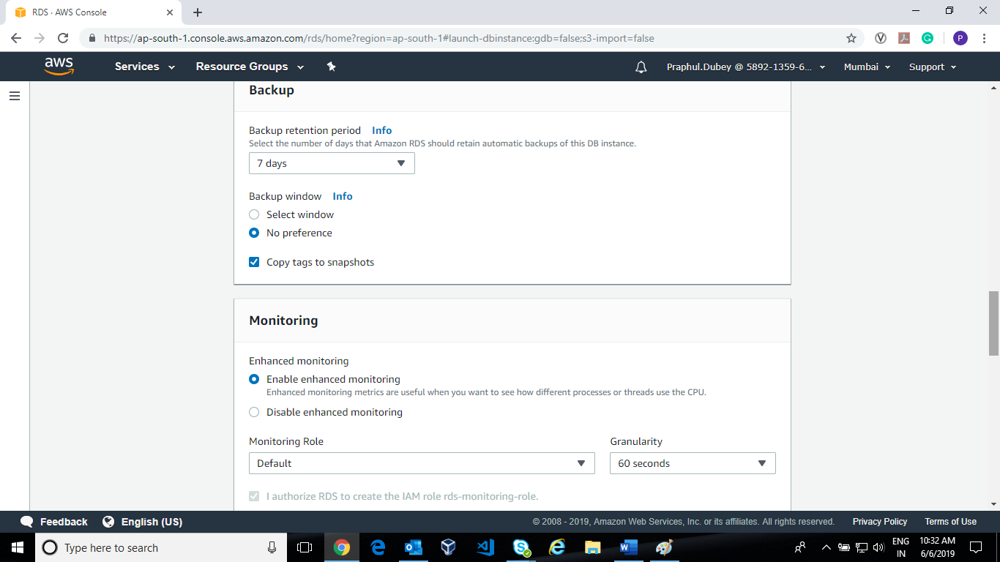 RDS · AWS Console
https://ap-south-1.console.aws.amazon.com/rds/home?region=ap-south-1#launch-dbinstance:gdb=false;s3-import=false
P
aws Services Resource Groups Praphul.Dubey @ 5892-1359-6... Mumbai Support
Backup
Backup retention period Info
Select the number of days that Amazon RDS should retain automatic backups of this DB instance.
7 days
Backup window Info
Select window
No preference
Copy tags to snapshots
Monitoring
Enhanced monitoring
Enable enhanced monitoring
Enhanced monitoring metrics are useful when you want to see how different processes or threads use the CPU.
Disable enhanced monitoring
Monitoring Role Granularity
Default 60 seconds
I authorize RDS to create the IAM role rds-monitoring-role.
Feedback English (US) © 2008 - 2019, Amazon Web Services, Inc. or its affiliates. All rights reserved. Privacy Policy Terms of Use
Type here to search
ENG
IN
10:32 AM
6/6/2019